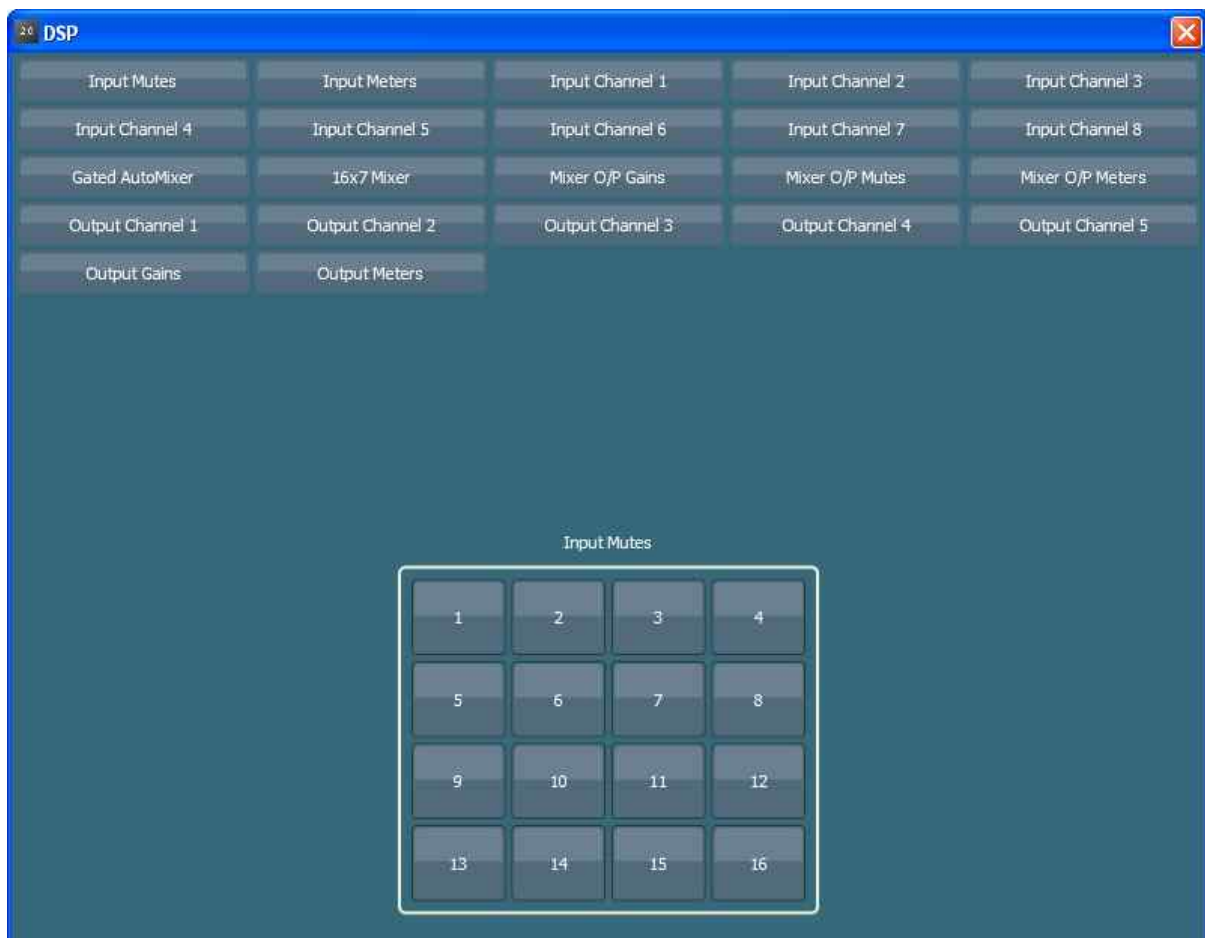 20 DSP
Input Mutes Input Meters Input Channel 1 Input Channel 2 Input Channel 3
Input Channel 4 Input Channel 5 Input Channel 6 Input Channel 7 Input Channel 8
Gated AutoMixer 16x7 Mixer Mixer O/P Gains Mixer O/P Mutes Mixer O/P Meters
Output Channel 1 Output Channel 2 Output Channel 3 Output Channel 4 Output Channel 5
Output Gains Output Meters
Input Mutes
1 2 3 4
5 6 7 8
9 10 11 12
13 14 15 16